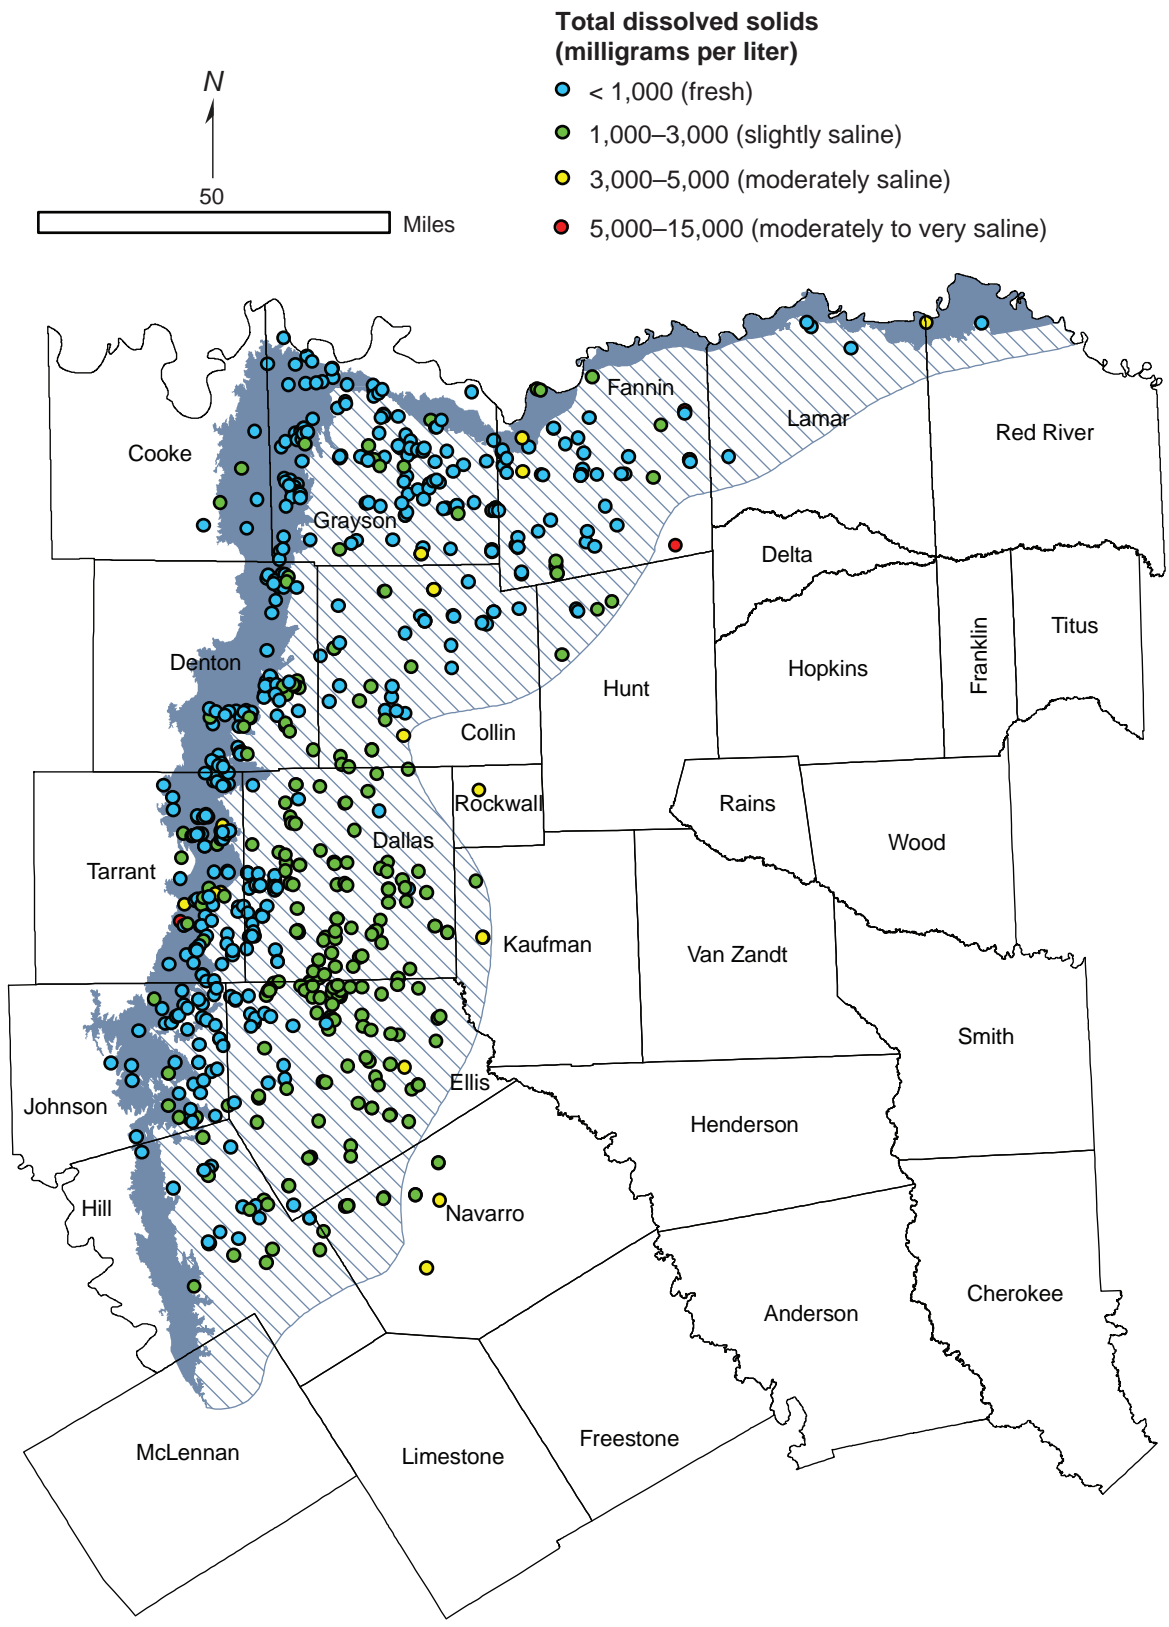 Total dissolved solids
(milligrams per liter)
N
< 1,000 (fresh)
1,000–3,000 (slightly saline)
3,000–5,000 (moderately saline)
50
Miles
5,000–15,000 (moderately to very saline)
Fannin
Lamar
Cooke
Red River
Grayson
Delta
Titus
Franklin
Denton
Hopkins
Hunt
Collin
Rockwall
Rains
Dallas
Wood
Tarrant
Kaufman
Van Zandt
Smith
Ellis
Johnson
Henderson
Hill
Navarro
Cherokee
Anderson
Freestone
McLennan
Limestone